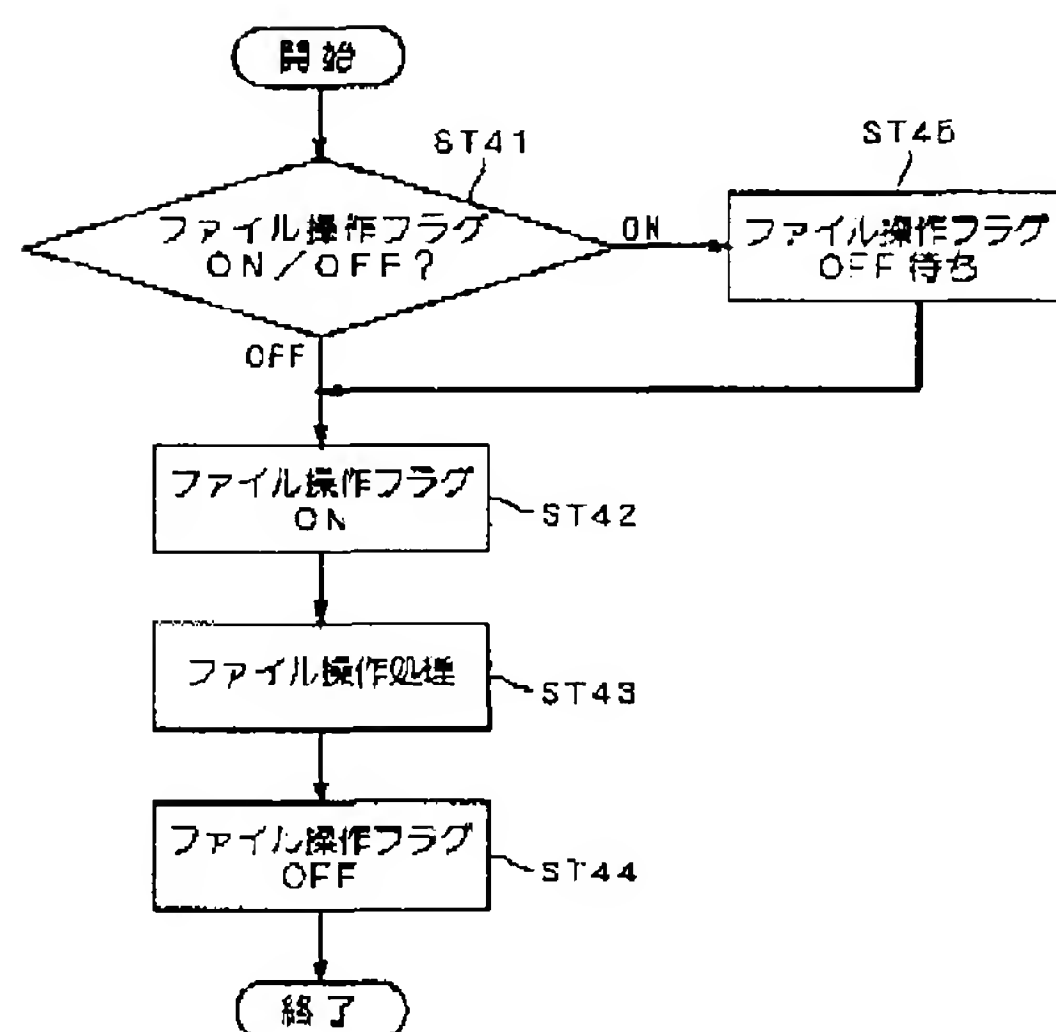 開始
ST41
ファイル操作フラグ
ON/OFF?
ON
OFF
ST45
ファイル操作フラグ
OFF待ち
ファイル操作フラグ
ON
ST42
ファイル操作処理
ST43
ファイル操作フラグ
OFF
ST44
終了